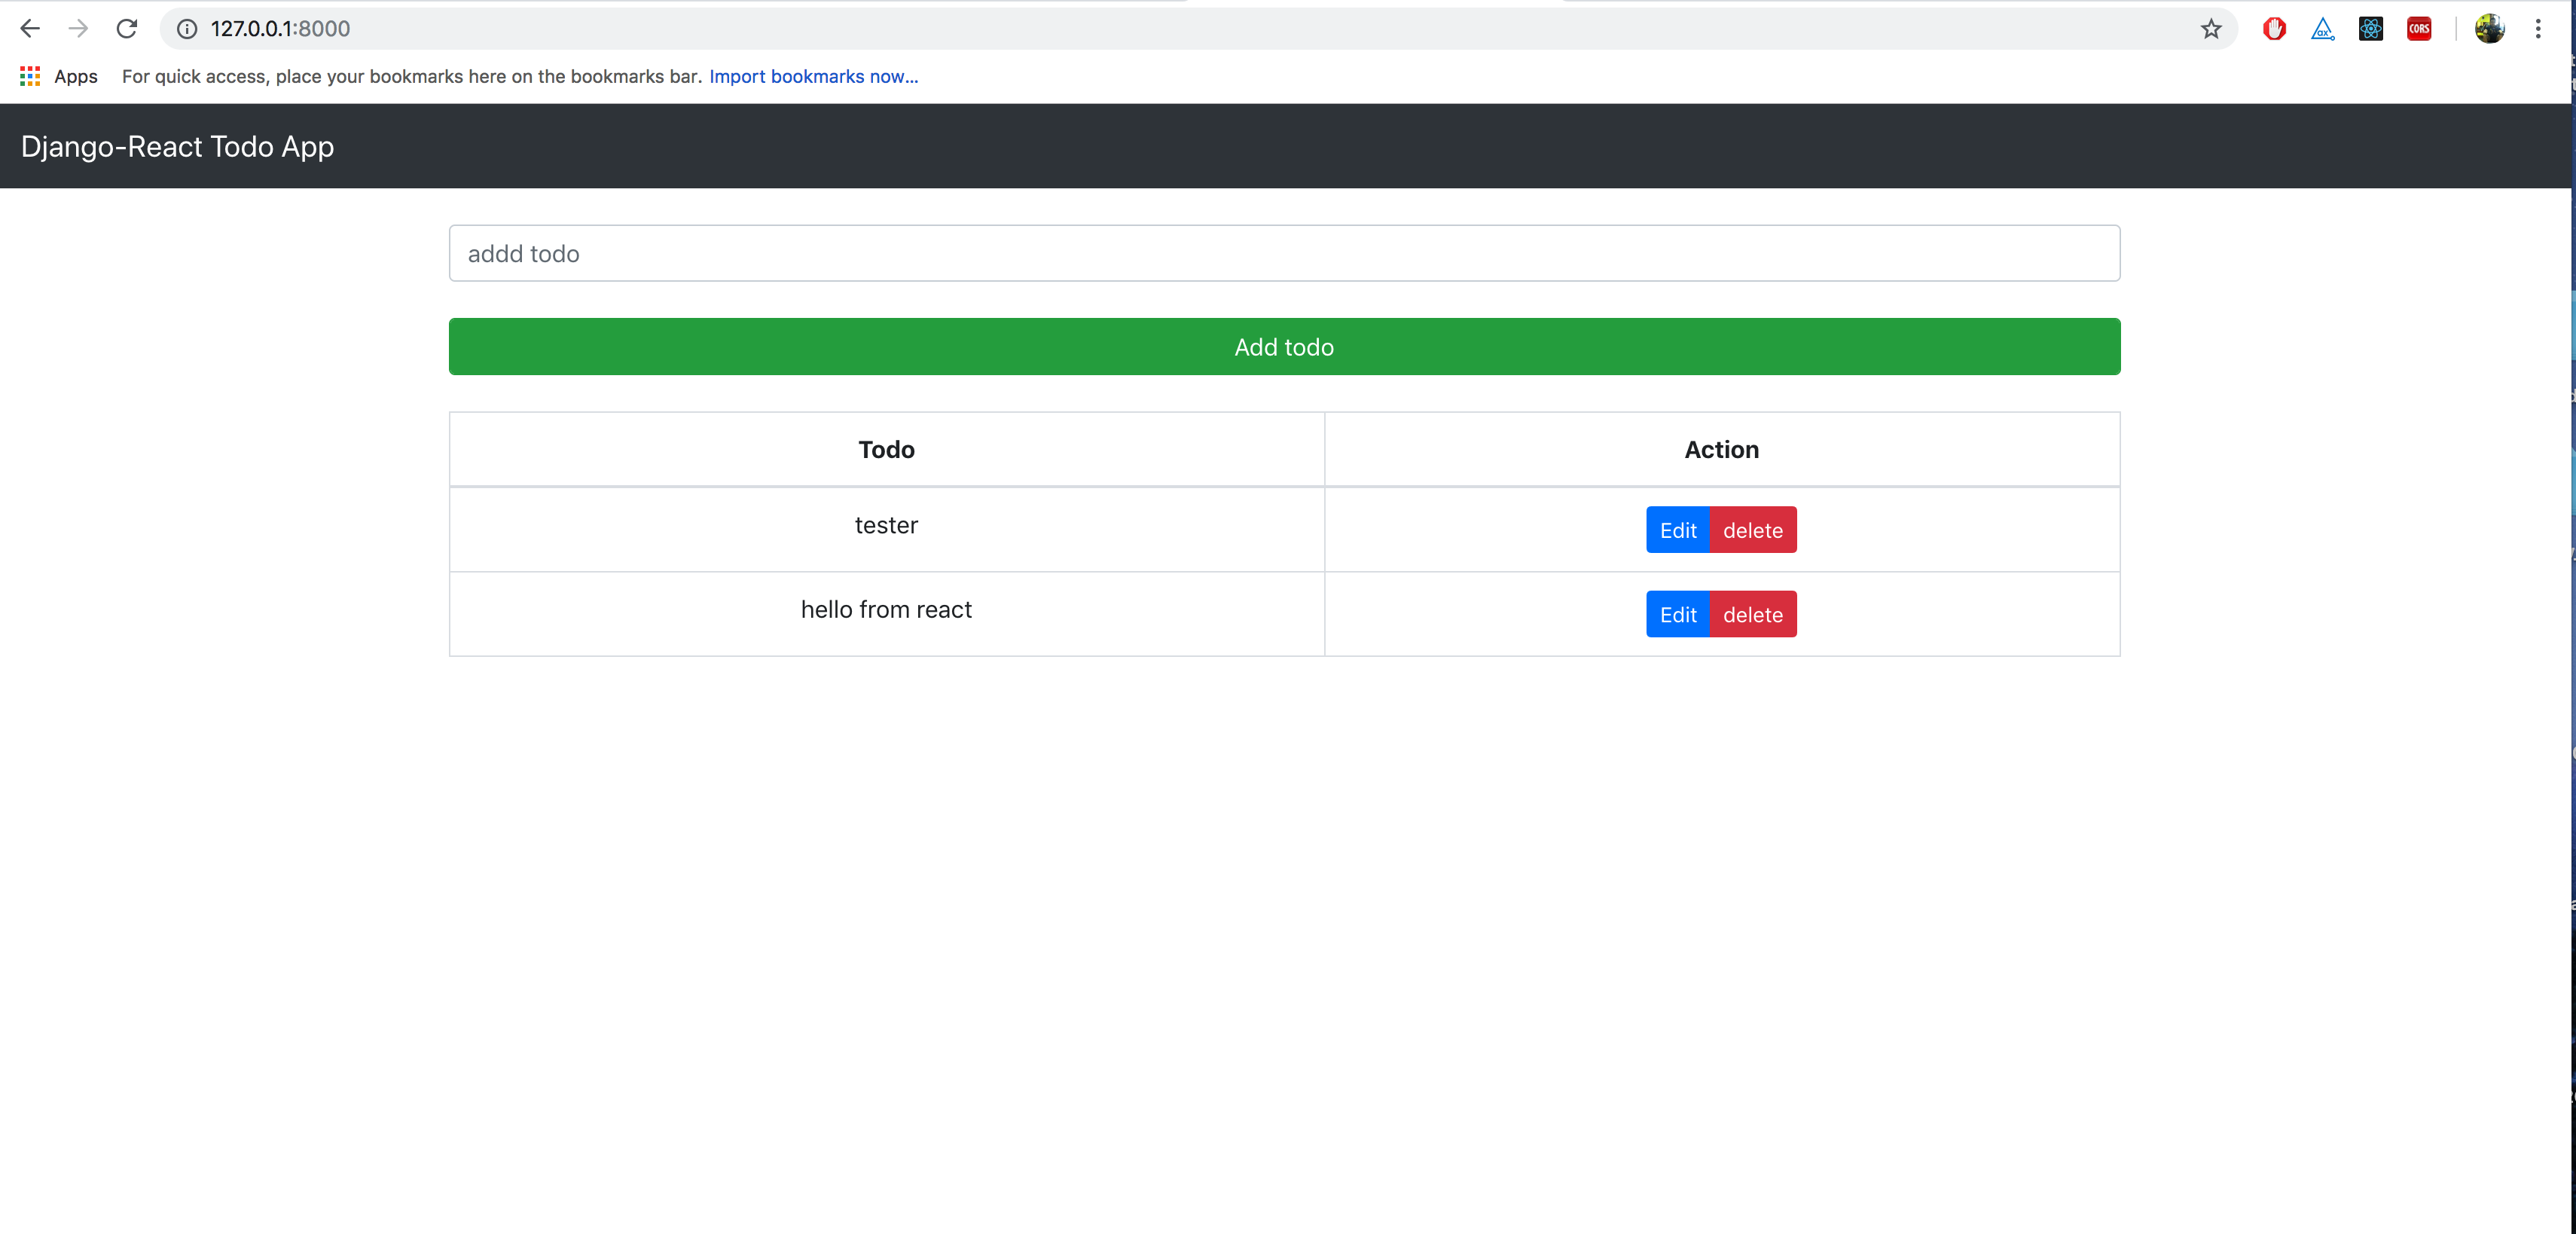 127.0.0.1:8000
CORS
Apps For quick access, place your bookmarks here on the bookmarks bar. Import bookmarks now...
Django-React Todo App
addd todo
Add todo
Todo Action
tester Edit delete
hello from react Edit delete